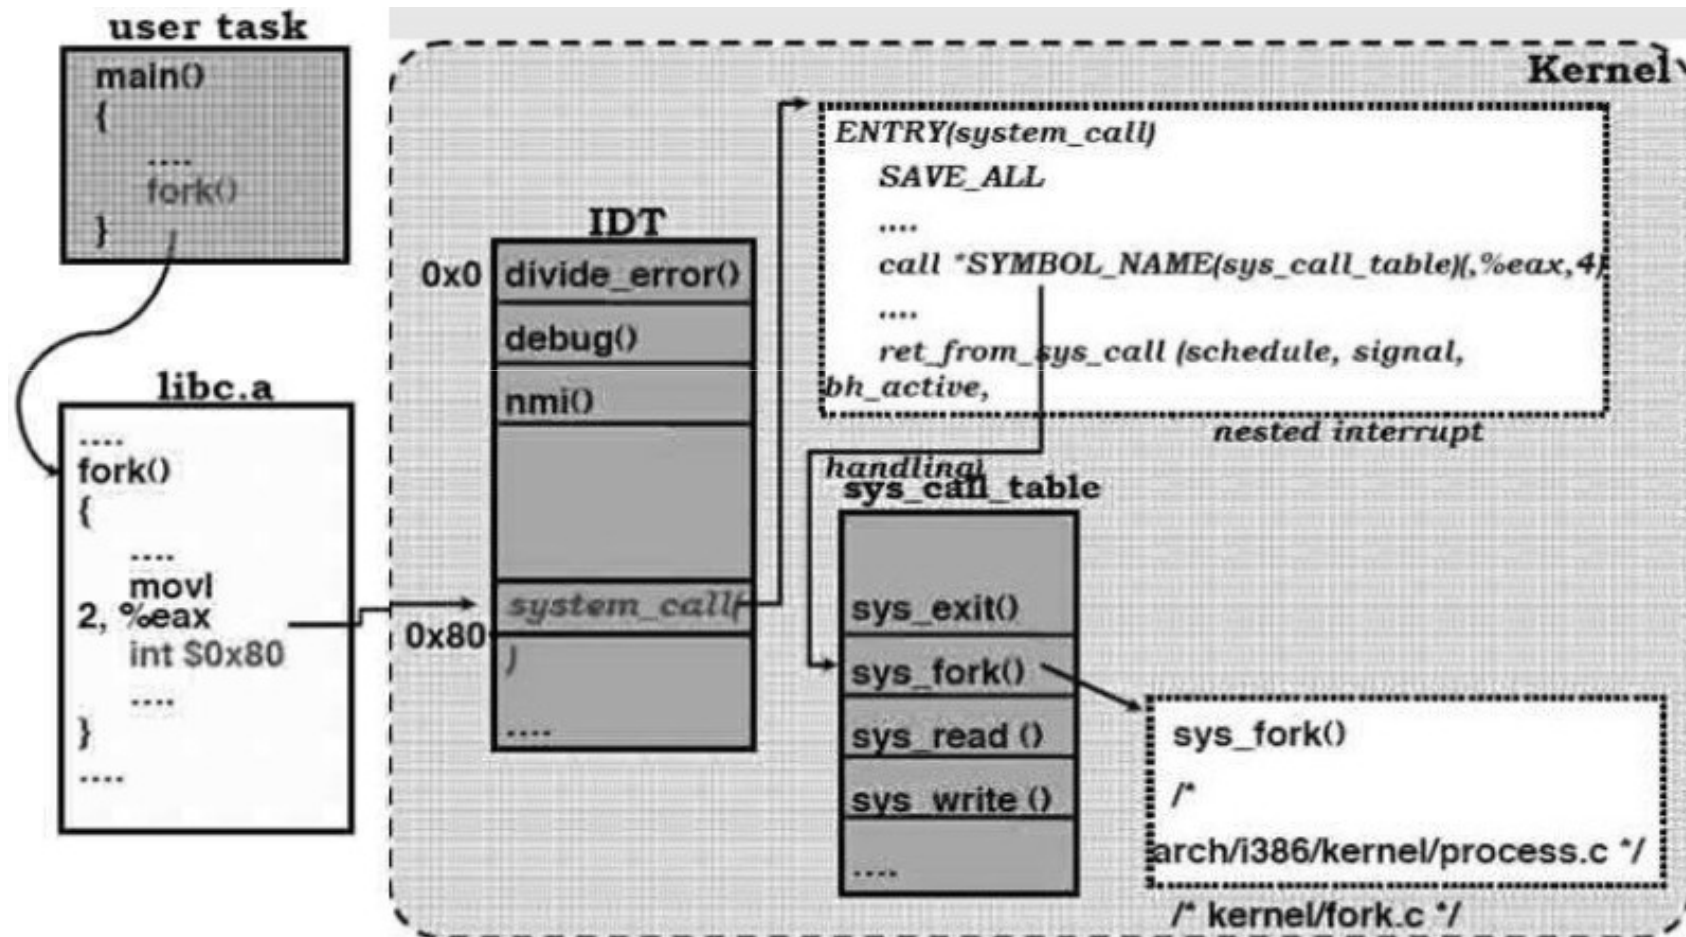 user task
main()
{
....
fork()
}
libc.a
....
fork()
{
....
movl
2, %eax
int $0x80
....
}
....
Kernel
IDT
0x0
divide_error()
debug()
nmi()
system_call(
0x80
)
....
ENTRY(system_call)
SAVE_ALL
....
call *SYMBOL_NAME(sys_call_table)(,%eax,4)
....
ret_from_sys_call (schedule, signal,
bh_active,
nested interrupt
handling)
sys_call_table
sys_exit()
sys_fork()
sys_read ()
sys_write ()
....
sys_fork()
/*
arch/i386/kernel/process.c */
/* kernel/fork.c */